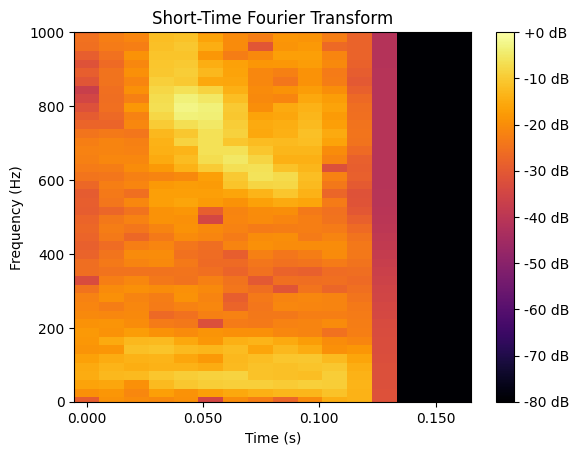 Short-Time Fourier Transform
1000
800
600
400
200
0
Frequency (Hz)
0.000
0.050
0.100
0.150
Time (s)
+0 dB
-10 dB
-20 dB
-30 dB
-40 dB
-50 dB
-60 dB
-70 dB
-80 dB